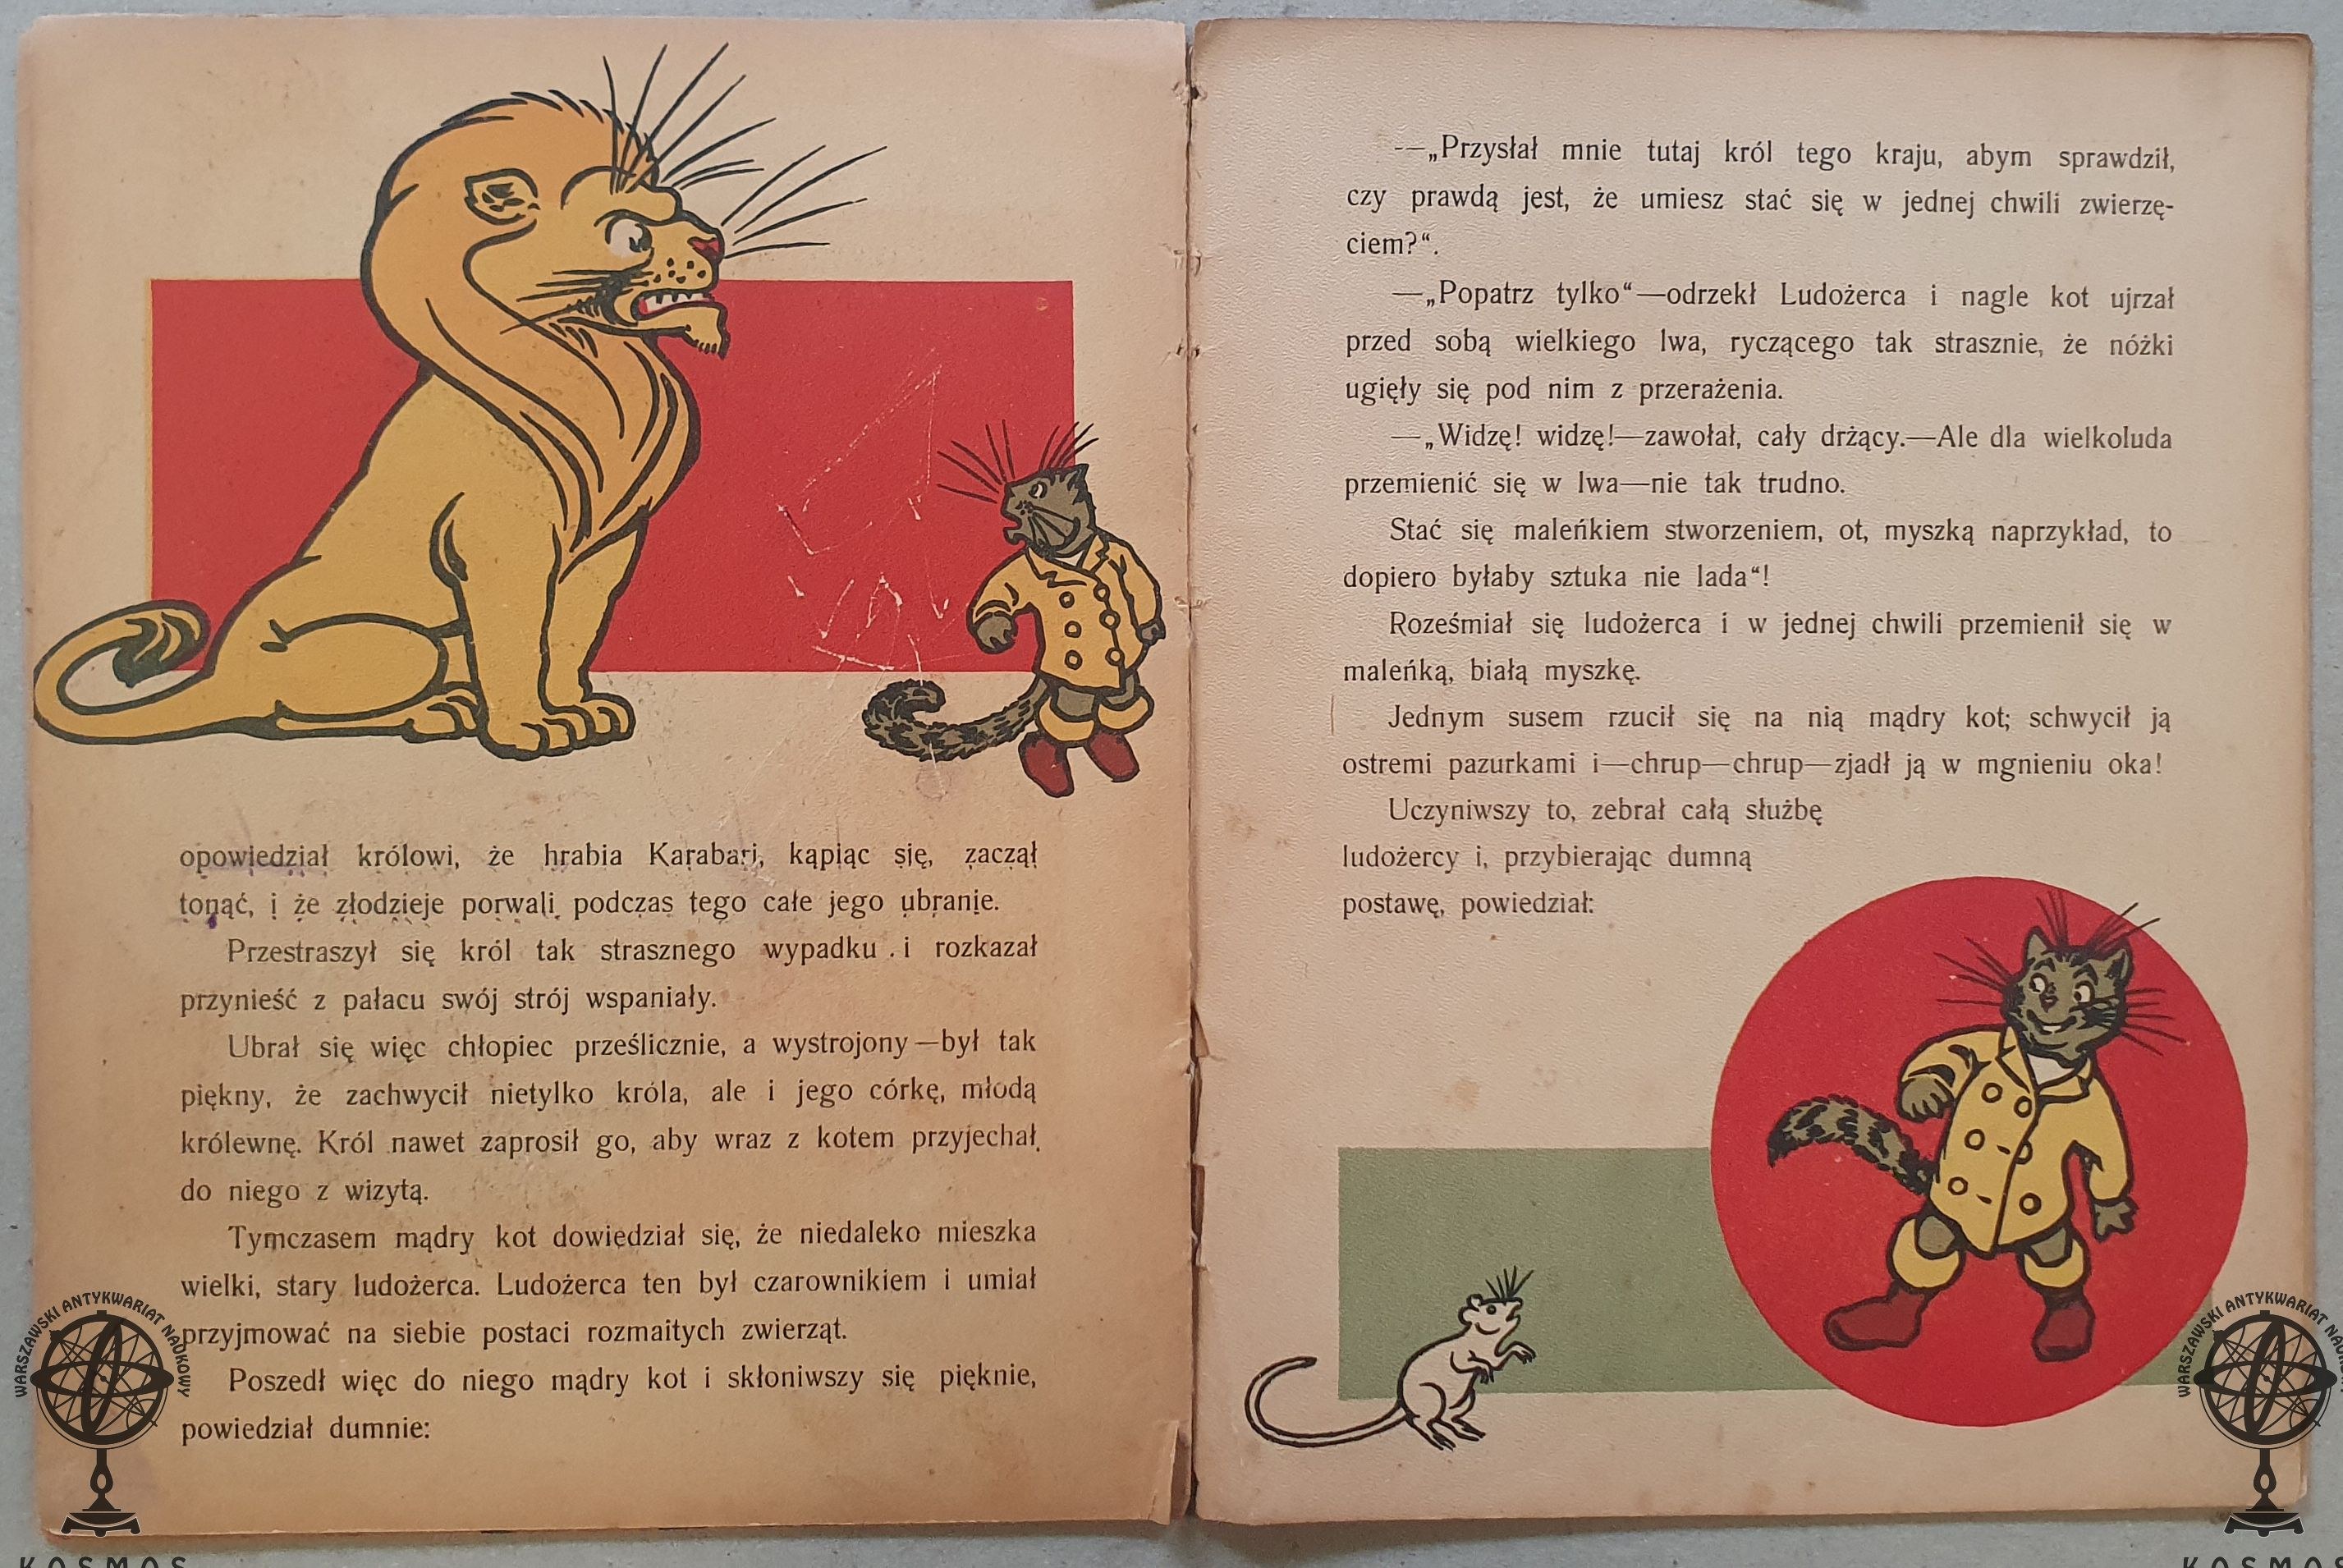 opowiedział królowi, że hrabia Karabari, kąpiąc się, zaczął
tonąć, i że złodzieje porwali podczas tego całe jego ubranie.
Przestraszył się król tak strasznego wypadku i rozkazał
przynieść z pałacu swój strój wspaniały.
Ubrał się więc chłopiec prześlicznie, a wystrojony—był tak
piękny, że zachwycił nietylko króla, ale i jego córkę, młodą
królewnę. Król nawet zaprosił go, aby wraz z kotem przyjechał
do niego z wizytą.
Tymczasem mądry kot dowiedział się, że niedaleko mieszka
wielki, stary ludożerca. Ludożerca ten był czarownikiem i umiał
przyjmować na siebie postaci rozmaitych zwierząt.
Poszedł więc do niego mądry kot i skłoniwszy się pięknie,
powiedział dumnie:
—„Przysłał mnie tutaj król tego kraju, abym sprawdził,
czy prawdą jest, że umiesz stać się w jednej chwili zwierzę-
ciem?“.
—„Popatrz tylko“—odrzekł Ludożerca i nagle kot ujrzał
przed sobą wielkiego lwa, ryczącego tak strasznie, że nóżki
ugięły się pod nim z przerażenia.
—„Widzę! widzę!—zawołał, cały drżący.—Ale dla wielkoluda
przemienić się w lwa—nie tak trudno.
Stać się maleńkiem stworzeniem, ot, myszką naprzykład, to
dopiero byłaby sztuka nie lada“!
Roześmiał się ludożerca i w jednej chwili przemienił się w
maleńką, białą myszkę.
Jednym susem rzucił się na nią mądry kot; schwycił ją
ostremi pazurkami i—chrup—chrup—zjadł ją w mgnieniu oka!
Uczyniwszy to, zebrał całą służbę
ludożercy i, przybierając dumną
postawę, powiedział:
WARSZAWSKI ANTYKWARIAT NAUKOWY
KOSMOS
WARSZAWSKI ANTYKWARIAT
KOSMOS